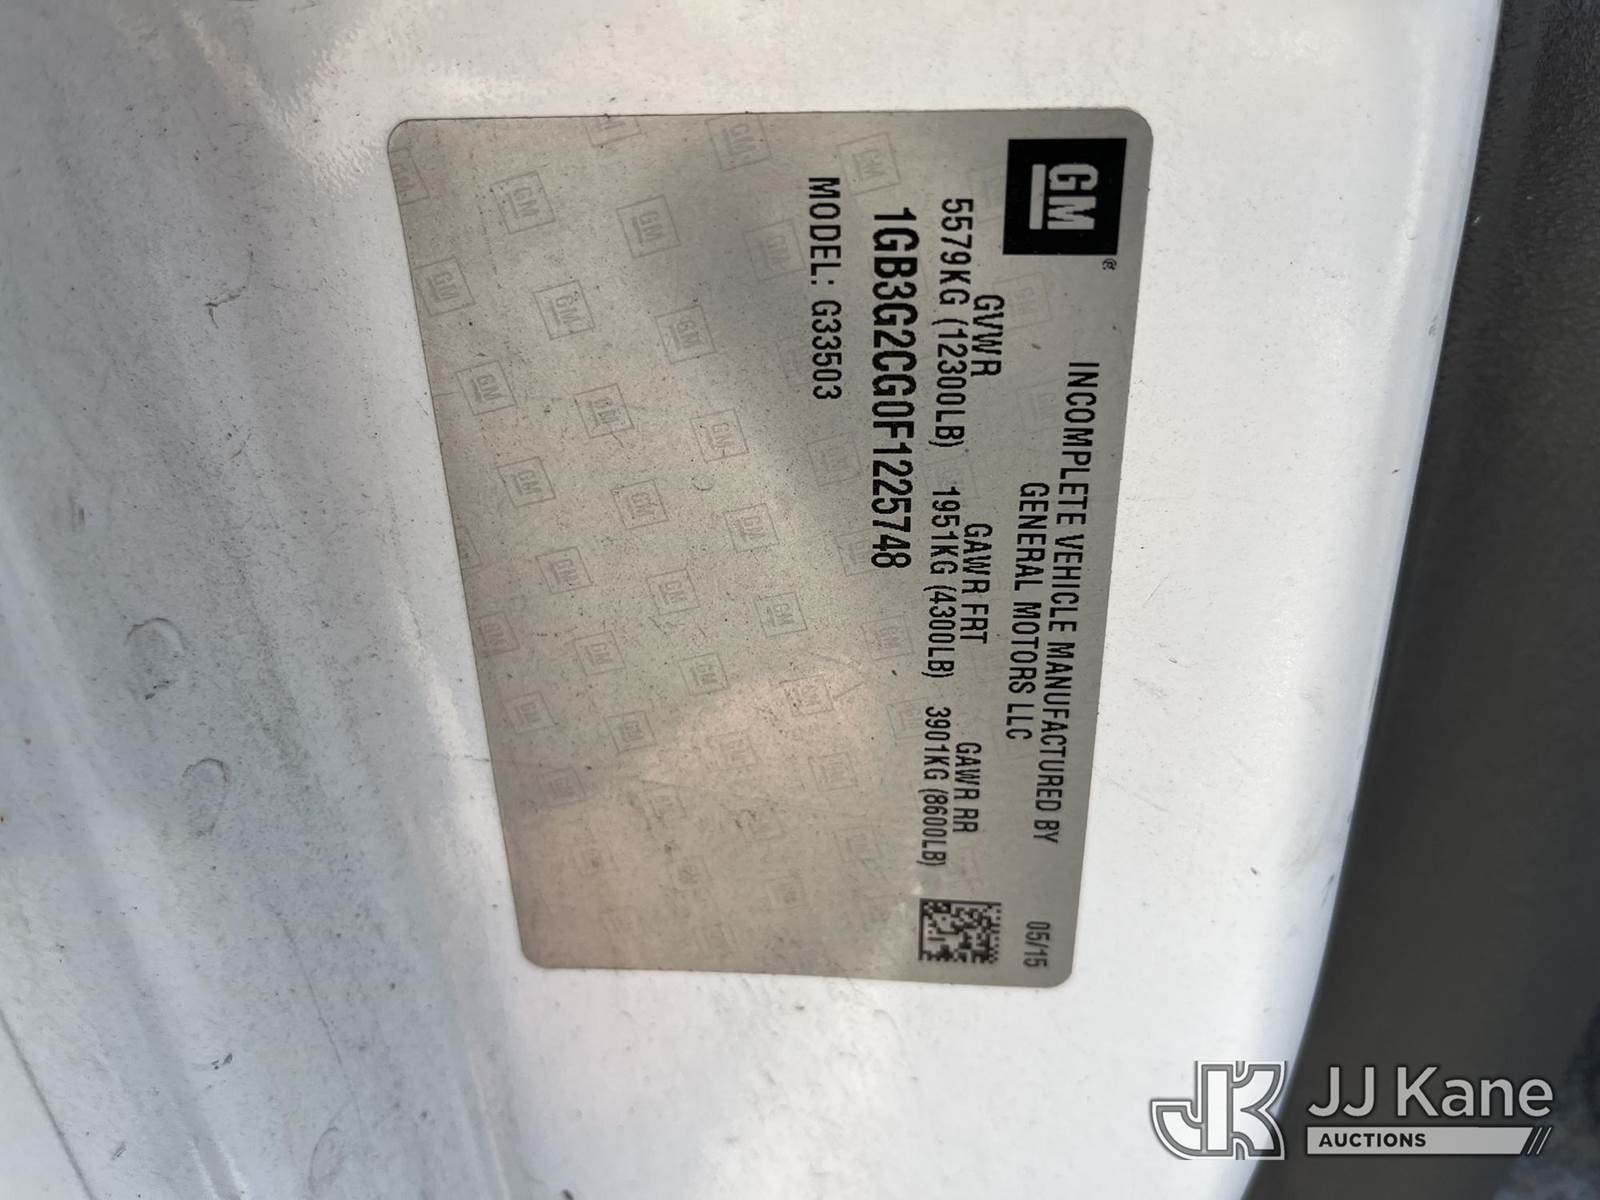 GM®
INCOMPLETE VEHICLE MANUFACTURED BY
GENERAL MOTORS LLC
05/15
GVWR GAWR FRT GAWR RR
5579KG (12300LB) 1951KG (4300LB) 3901KG (8600LB)
1GB3G2CG0F1225748
MODEL: G33503
JK JJ Kane
AUCTIONS